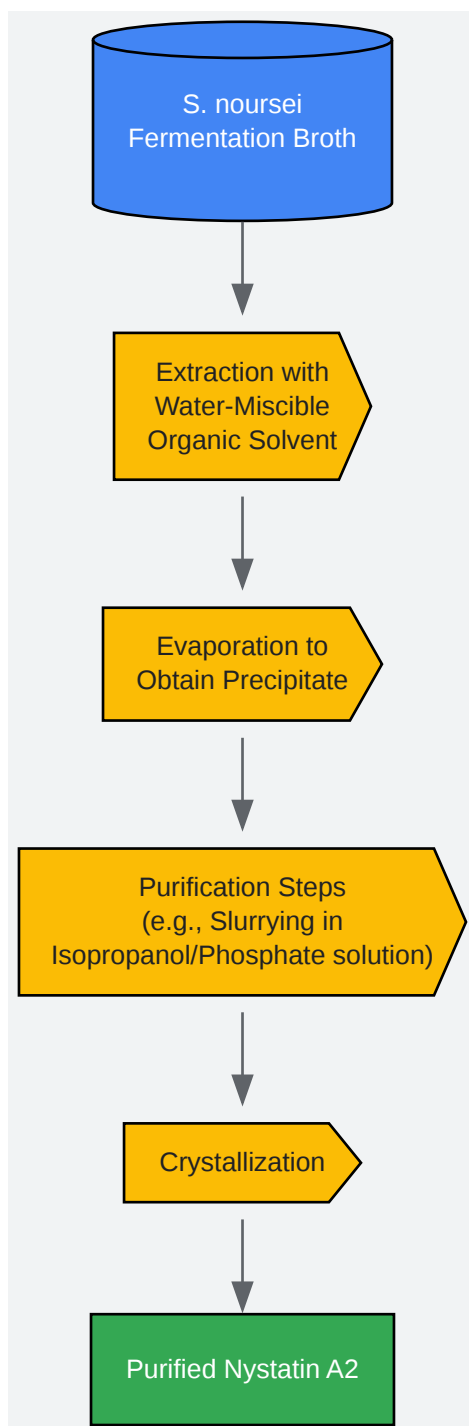 S. noursei
Fermentation Broth
Extraction with
Water-Miscible
Organic Solvent
Evaporation to
Obtain Precipitate
Purification Steps
(e.g., Slurrying in
Isopropanol/Phosphate solution)
Crystallization
Purified Nystatin A2